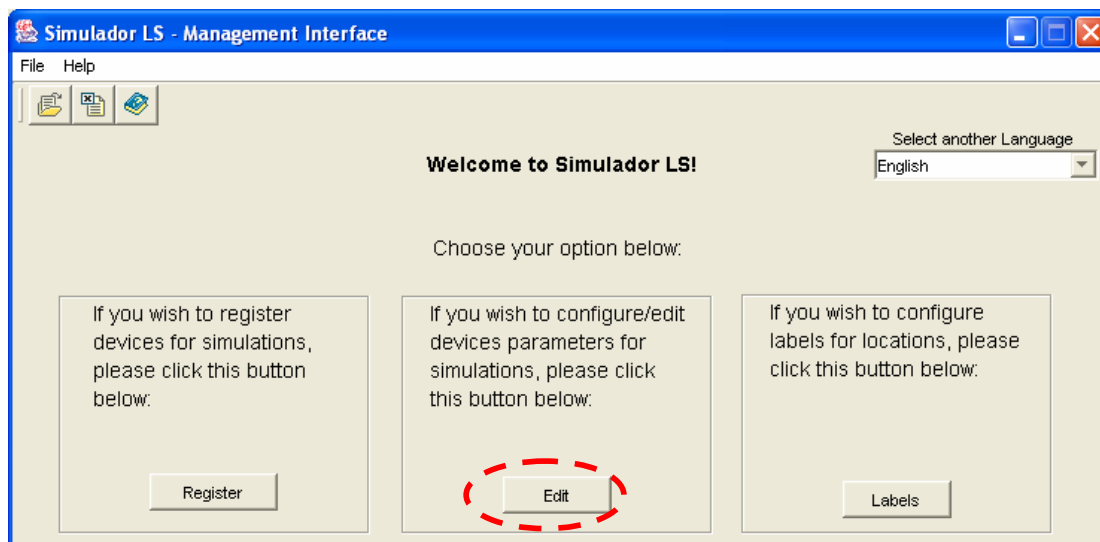 Simulador LS - Management Interface
File Help
Select another Language
English
Welcome to Simulador LS!
Choose your option below:
If you wish to register
devices for simulations,
please click this button
below:
Register
If you wish to configure/edit
devices parameters for
simulations, please click
this button below:
Edit
If you wish to configure
labels for locations, please
click this button below:
Labels